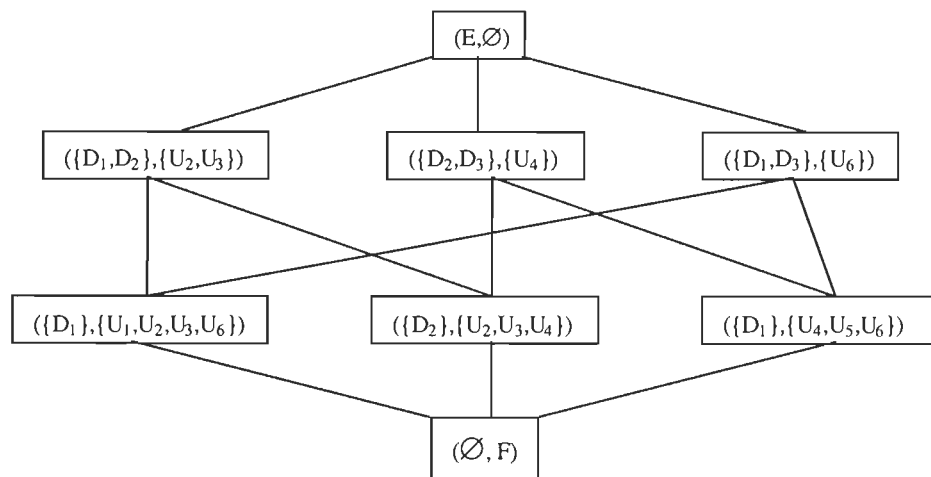 (E,∅)
({D₁,D₂},{U₂,U₃})
({D₂,D₃},{U₄})
({D₁,D₃},{U₆})
({D₁},{U₁,U₂,U₃,U₆})
({D₂},{U₂,U₃,U₄})
({D₁},{U₄,U₅,U₆})
(∅, F)